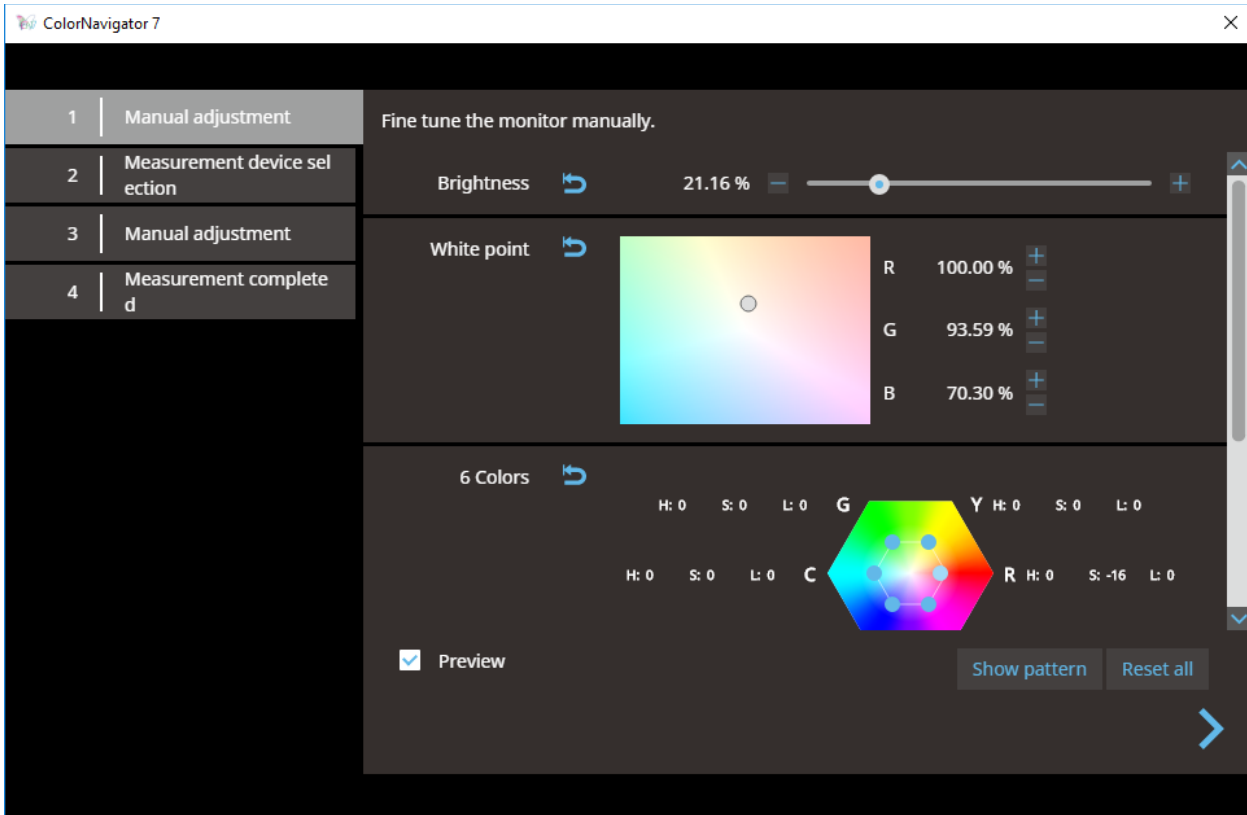 ColorNavigator 7
1 Manual adjustment
2 Measurement device sel
ection
3 Manual adjustment
4 Measurement complete
d
Fine tune the monitor manually.
Brightness 21.16 %
White point
R 100.00 %
G 93.59 %
B 70.30 %
6 Colors
H: 0 S: 0 L: 0 G Y H: 0 S: 0 L: 0
H: 0 S: 0 L: 0 C R H: 0 S: -16 L: 0
Preview
Show pattern Reset all